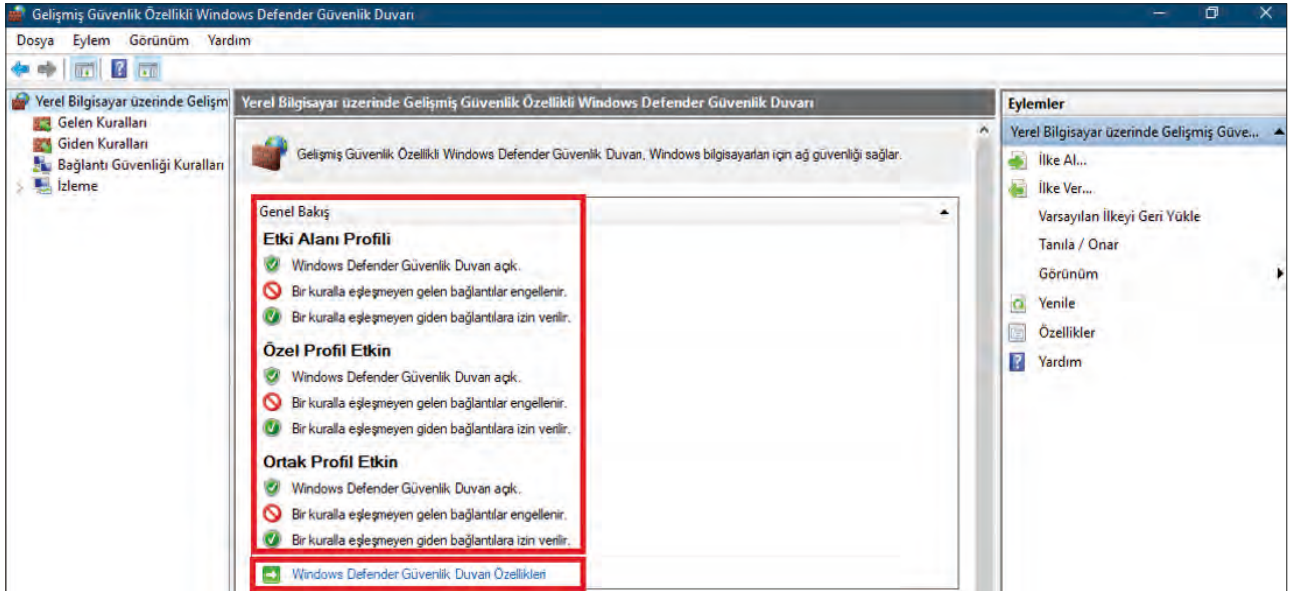 Gelişmiş Güvenlik Özellikli Windows Defender Güvenlik Duvarı
Dosya Eylem Görünüm Yardım
Yerel Bilgisayar üzerinde Gelişm
Gelen Kuralları
Giden Kuralları
Bağlantı Güvenliği Kuralları
İzleme
Yerel Bilgisayar üzerinde Gelişmiş Güvenlik Özellikli Windows Defender Güvenlik Duvarı
Gelişmiş Güvenlik Özellikli Windows Defender Güvenlik Duvarı, Windows bilgisayarları için ağ güvenliği sağlar.
Genel Bakış
Etki Alanı Profili
Windows Defender Güvenlik Duvarı açık.
Bir kuralla eşleşmeyen gelen bağlantılar engellenir.
Bir kuralla eşleşmeyen giden bağlantılara izin verilir.
Özel Profil Etkin
Windows Defender Güvenlik Duvarı açık.
Bir kuralla eşleşmeyen gelen bağlantılar engellenir.
Bir kuralla eşleşmeyen giden bağlantılara izin verilir.
Ortak Profil Etkin
Windows Defender Güvenlik Duvarı açık.
Bir kuralla eşleşmeyen gelen bağlantılar engellenir.
Bir kuralla eşleşmeyen giden bağlantılara izin verilir.
Windows Defender Güvenlik Duvarı Özellikleri
Eylemler
Yerel Bilgisayar üzerinde Gelişmiş Güve...
İlke Al...
İlke Ver...
Varsayılan İlkeyi Geri Yükle
Tanıla / Onar
Görünüm
Yenile
Özellikler
Yardım